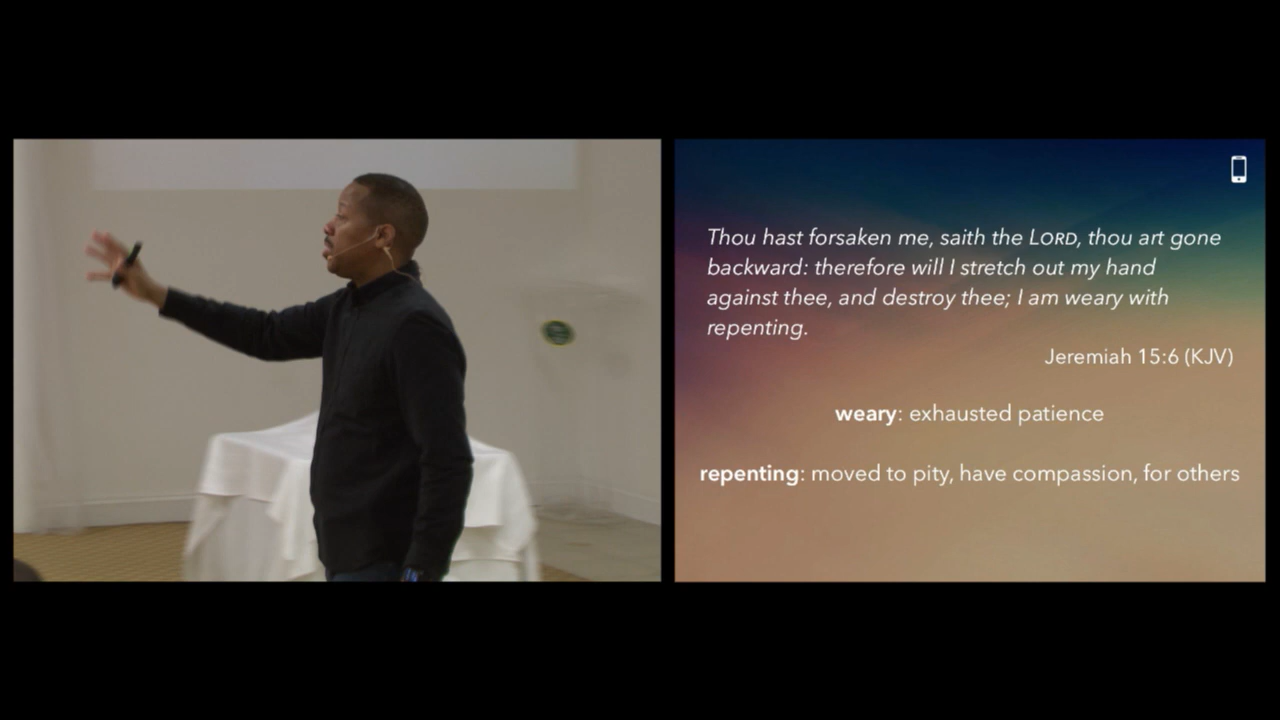 Thou hast forsaken me, saith the LORD, thou art gone
backward: therefore will I stretch out my hand
against thee, and destroy thee; I am weary with
repenting.
Jeremiah 15:6 (KJV)
weary: exhausted patience
repenting: moved to pity, have compassion, for others